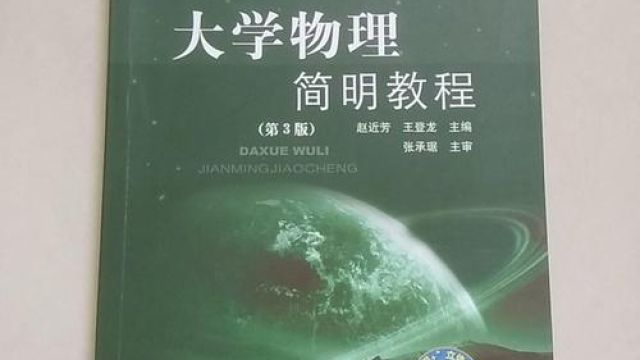 大学物理
简明教程
(第3版) 赵近芳 王登龙 主编
DAXUE WULI 张承琚 主审
JIANMINGJIAOCHENG